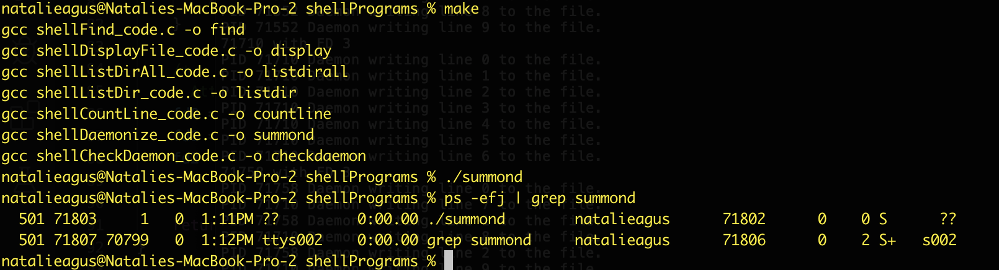 natalieagus@Natalies-MacBook-Pro-2 shellPrograms % make
gcc shellFind_code.c -o find
gcc shellDisplayFile_code.c -o display
gcc shellListDirAll_code.c -o listdirall
gcc shellListDir_code.c -o listdir
gcc shellCountLine_code.c -o countline
gcc shellDaemonize_code.c -o summond
gcc shellCheckDaemon_code.c -o checkdaemon
natalieagus@Natalies-MacBook-Pro-2 shellPrograms % ./summond
natalieagus@Natalies-MacBook-Pro-2 shellPrograms % ps -efj | grep summond
501 71803 1 0 1:11PM ?? 0:00.00 ./summond natalieagus 71802 0 0 S ??
501 71807 70799 0 1:12PM ttys002 0:00.00 grep summond natalieagus 71806 0 2 S+ s002
natalieagus@Natalies-MacBook-Pro-2 shellPrograms %